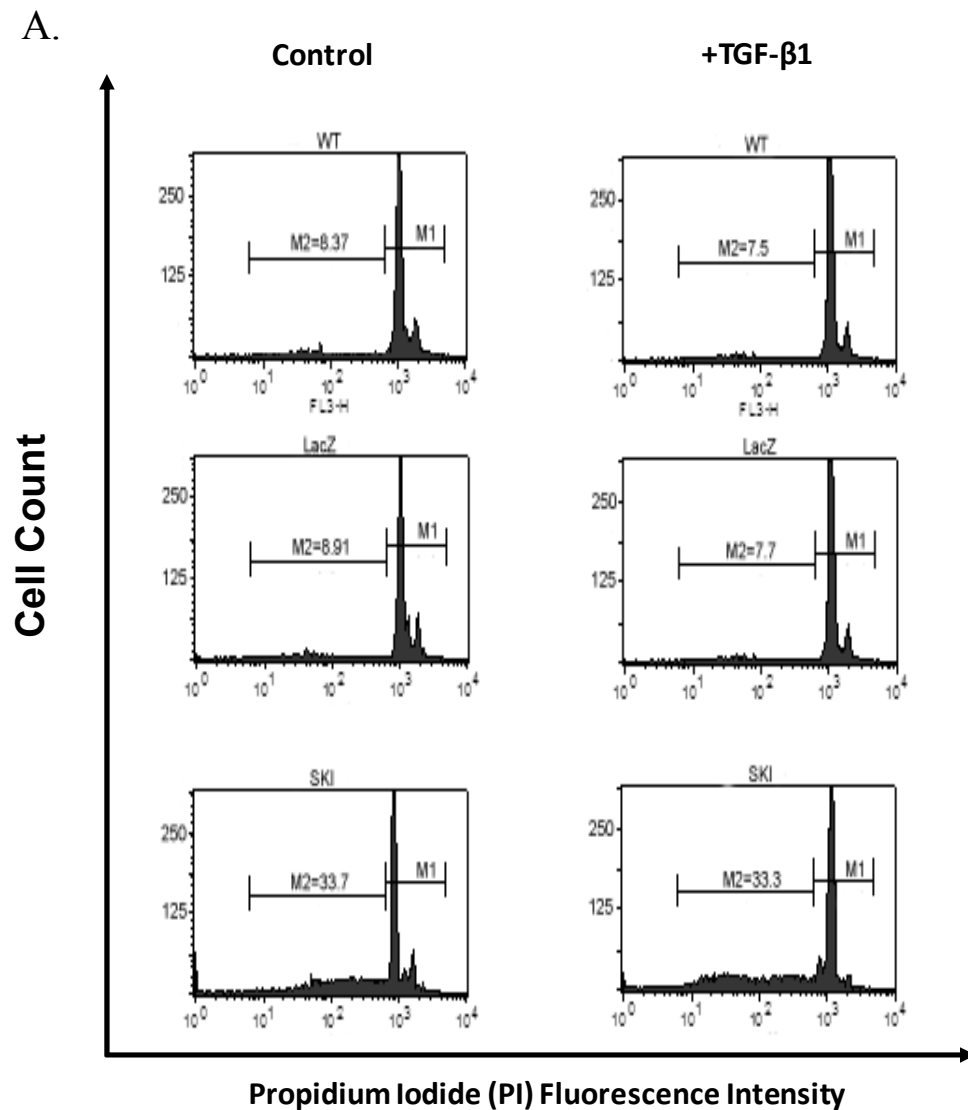 A.
Control
+TGF-β1
WT
250
125
M2=8.37
M1
10^0 10^1 10^2 10^3 10^4
FL3-H
WT
250
125
M2=7.5
M1
10^0 10^1 10^2 10^3 10^4
FL3-H
LacZ
250
125
M2=8.91
M1
10^0 10^1 10^2 10^3 10^4
LacZ
250
125
M2=7.7
M1
10^0 10^1 10^2 10^3 10^4
SKI
250
125
M2=33.7
M1
10^0 10^1 10^2 10^3 10^4
SKI
250
125
M2=33.3
M1
10^0 10^1 10^2 10^3 10^4
Cell Count
Propidium Iodide (PI) Fluorescence Intensity